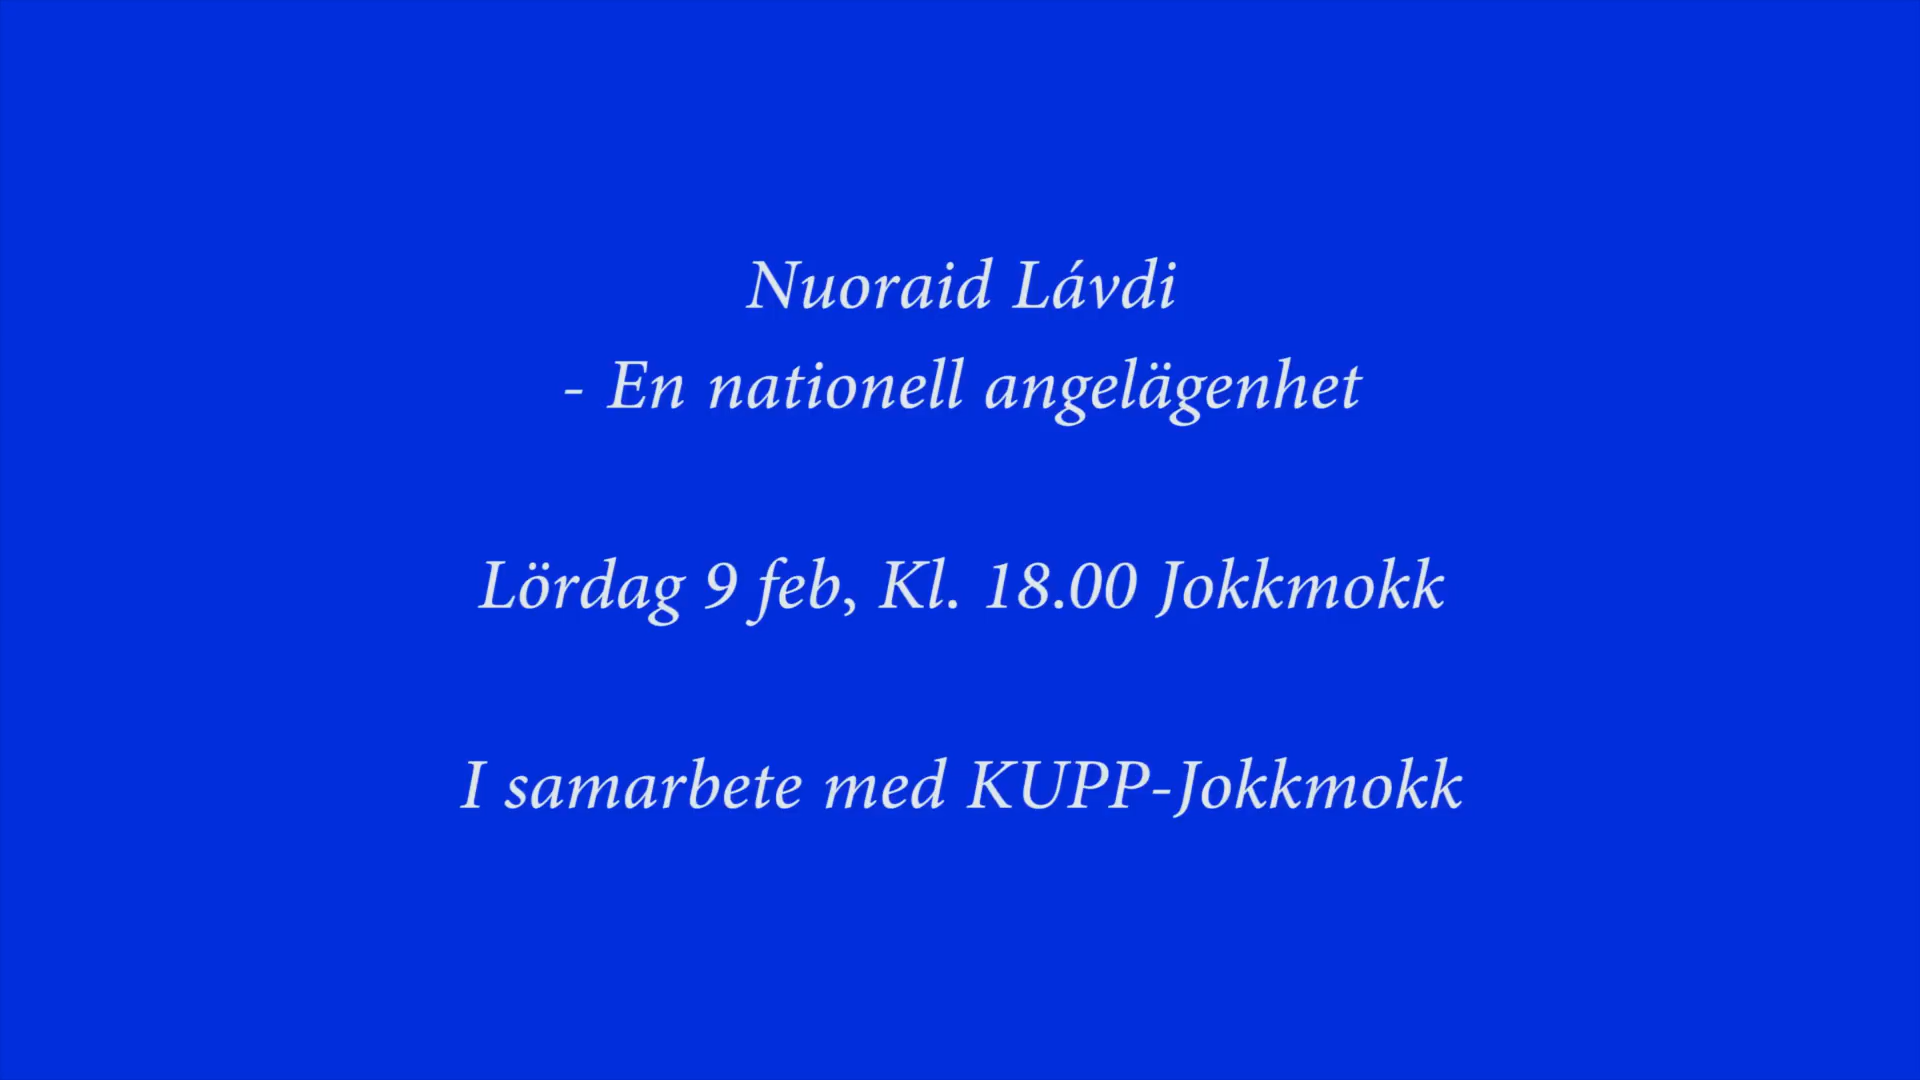 Nuoraid Lávdi
- En nationell angelägenhet
Lördag 9 feb, Kl. 18.00 Jokkmokk
I samarbete med KUPP-Jokkmokk